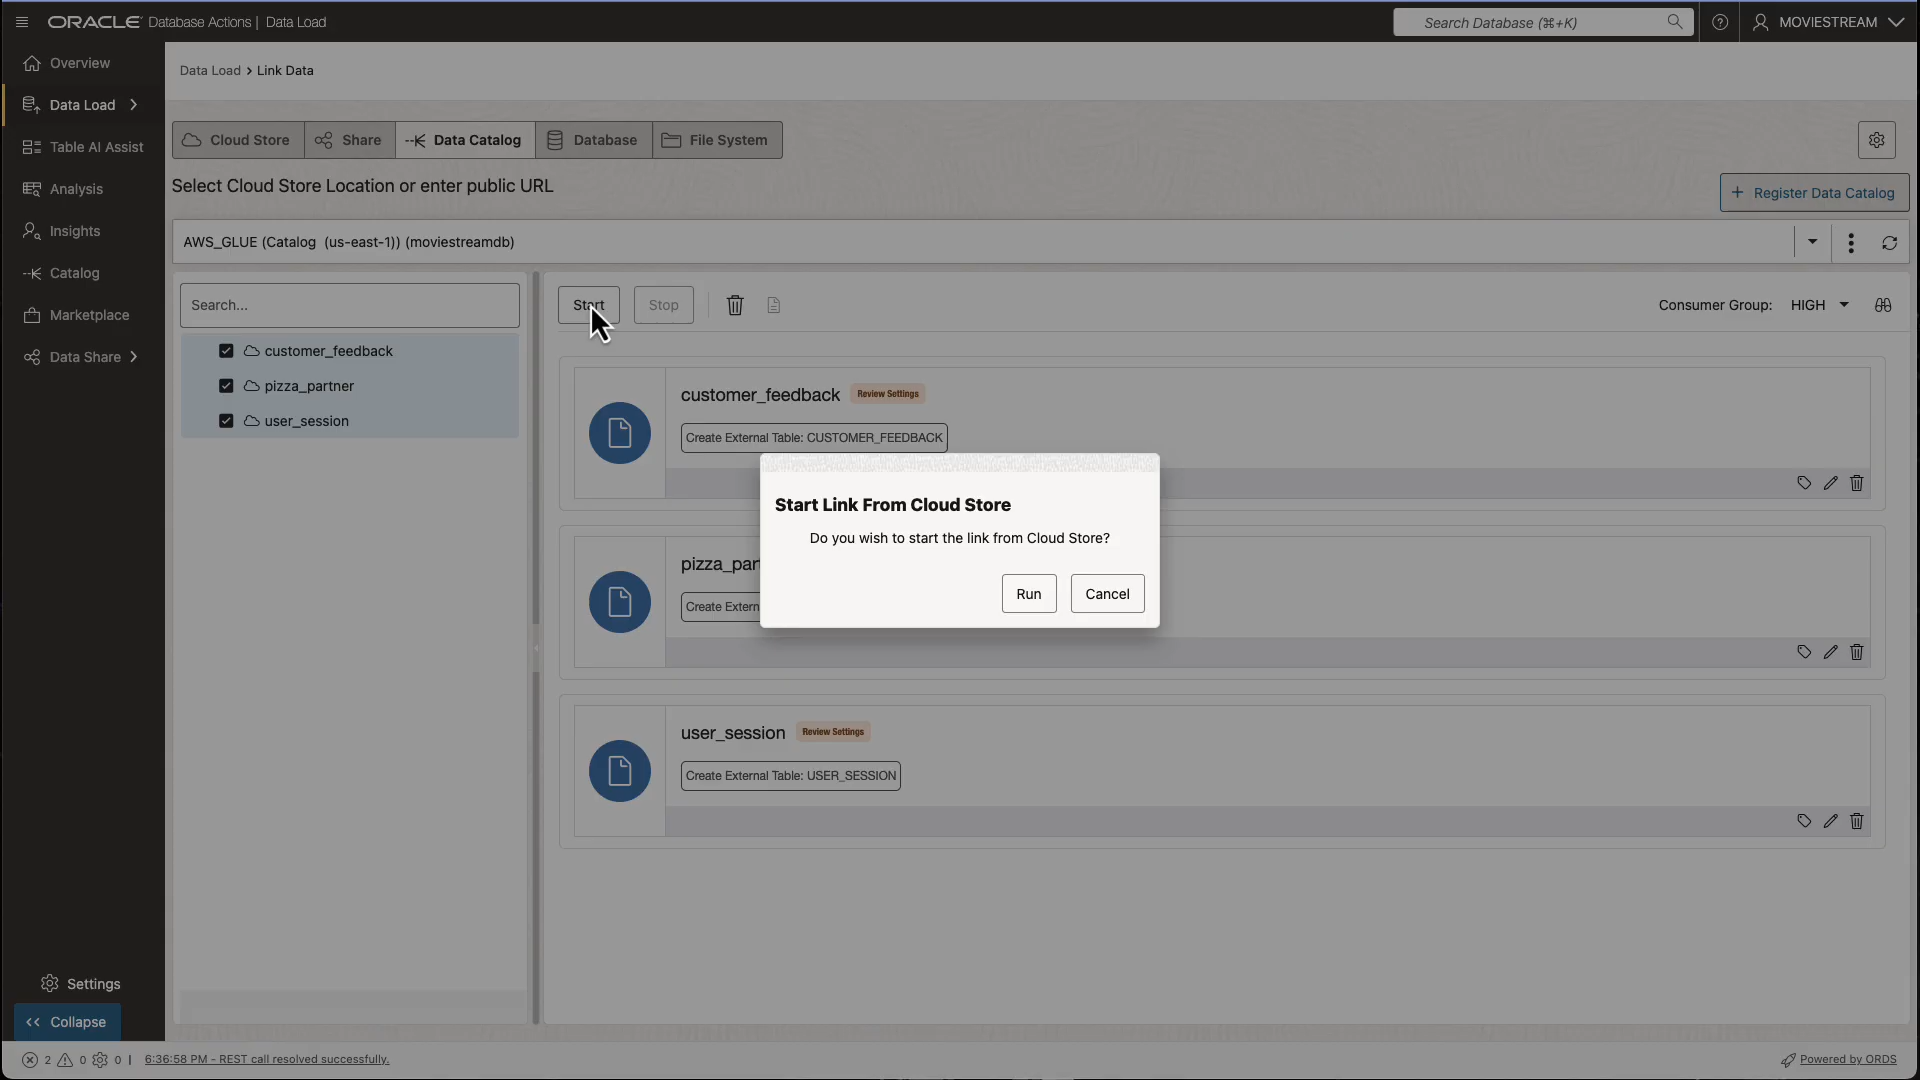 ORACLE Database Actions | Data Load
Search Database (⌘+K)
MOVIESTREAM
Overview
Data Load
Table AI Assist
Analysis
Insights
Catalog
Marketplace
Data Share
Data Load > Link Data
Cloud Store
Share
Data Catalog
Database
File System
Select Cloud Store Location or enter public URL
+ Register Data Catalog
AWS_GLUE (Catalog (us-east-1)) (moviestreamdb)
Search...
customer_feedback
pizza_partner
user_session
Start
Stop
Consumer Group: HIGH
customer_feedback Review Settings
Create External Table: CUSTOMER_FEEDBACK
Start Link From Cloud Store
Do you wish to start the link from Cloud Store?
Run
Cancel
pizza_par
Create Extern
user_session Review Settings
Create External Table: USER_SESSION
Settings
Collapse
2 0 0 | 6:36:58 PM - REST call resolved successfully.
Powered by ORDS